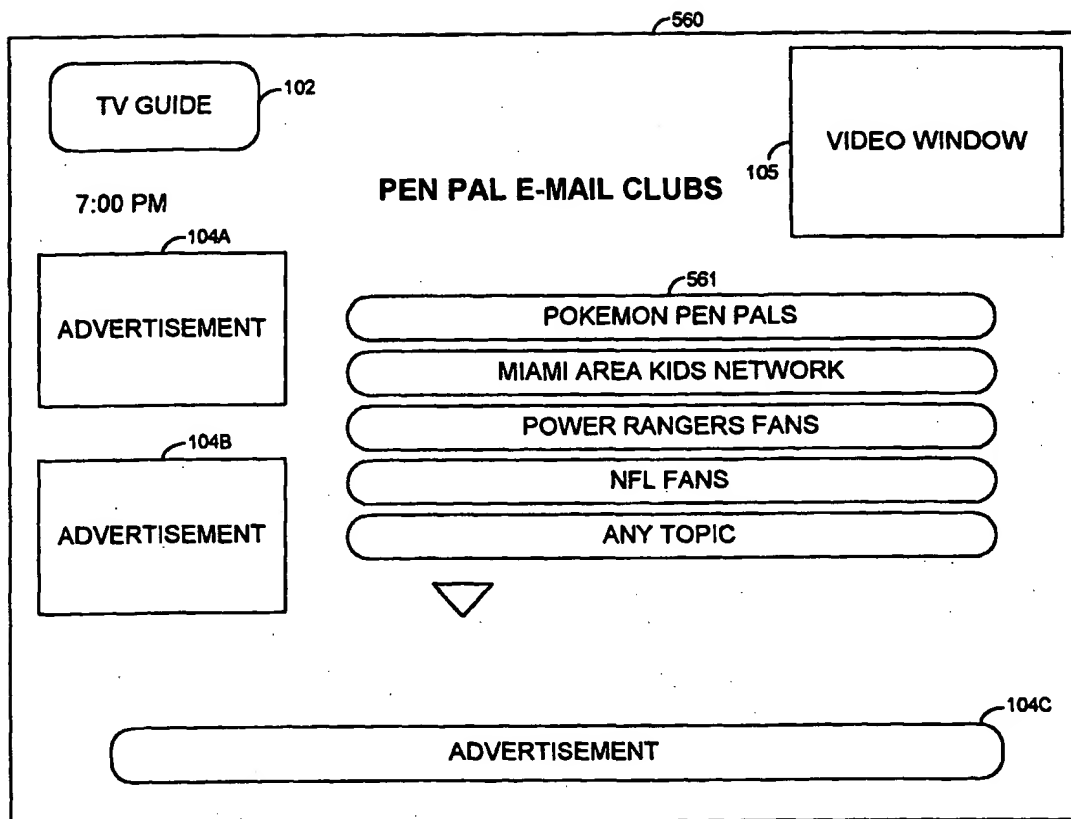 560
TV GUIDE
102
VIDEO WINDOW
105
PEN PAL E-MAIL CLUBS
7:00 PM
104A
ADVERTISEMENT
561
POKEMON PEN PALS
MIAMI AREA KIDS NETWORK
POWER RANGERS FANS
104B
NFL FANS
ADVERTISEMENT
ANY TOPIC
104C
ADVERTISEMENT